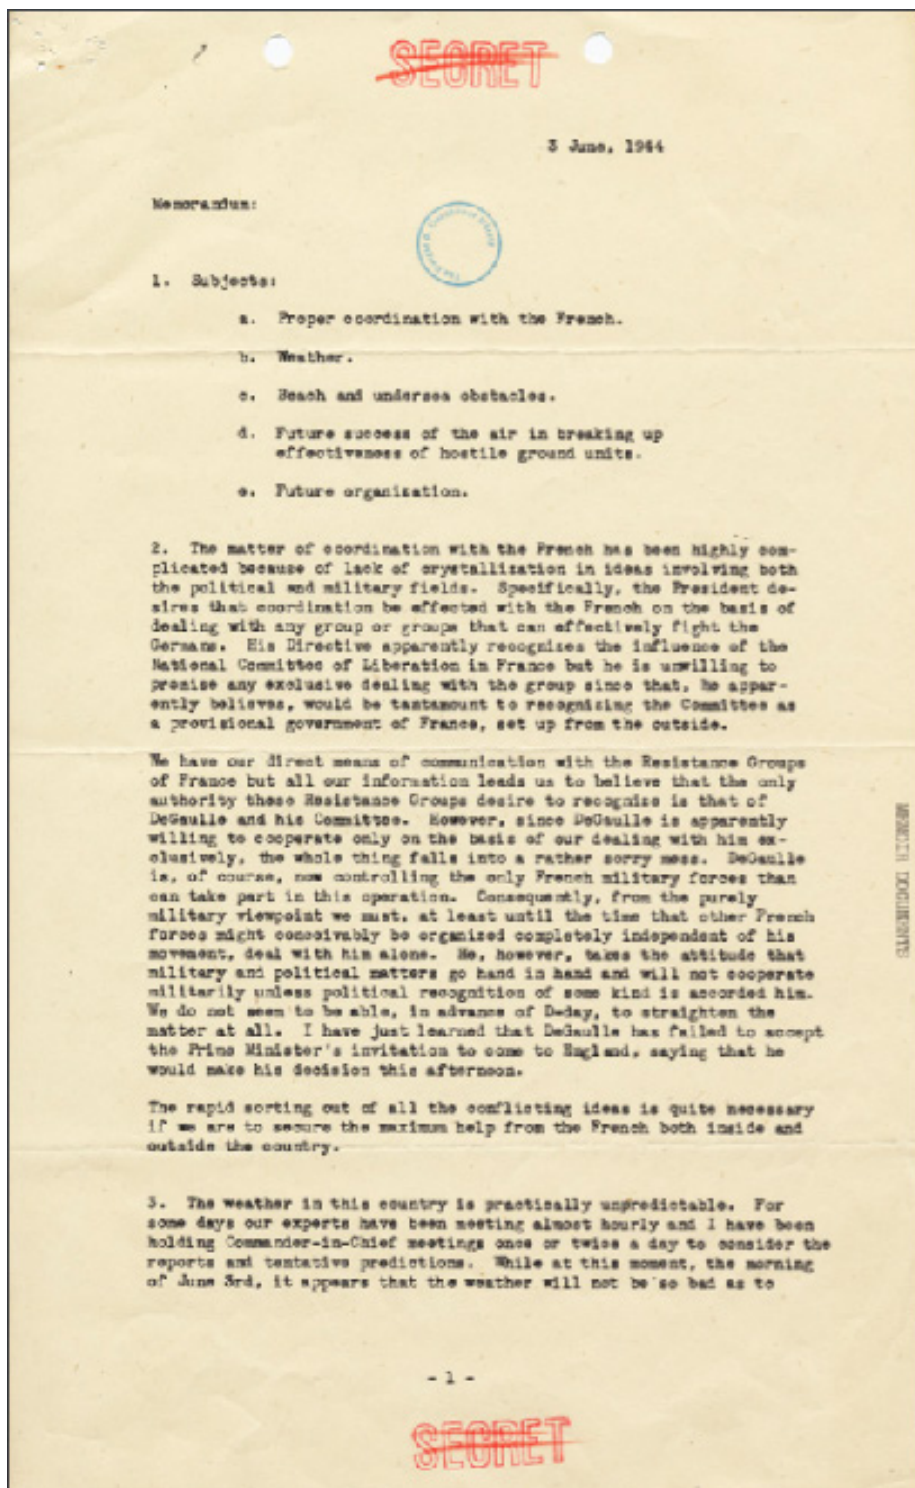 SECRET
3 June, 1944
Memorandum:
1. Subjects:
a. Proper coordination with the French.
b. Weather.
c. Beach and undersea obstacles.
d. Future success of the air in breaking up
effectiveness of hostile ground units.
e. Future organization.
2. The matter of coordination with the French has been highly com-
plicated because of lack of crystallization in ideas involving both
the political and military fields. Specifically, the President de-
sires that coordination be effected with the French on the basis of
dealing with any group or groups that can effectively fight the
Germans. His Directive apparently recognizes the influence of the
National Committee of Liberation in France but he is unwilling to
promise any exclusive dealing with the group since that, he appar-
ently believes, would be tantamount to recognizing the Committee as
a provisional government of France, set up from the outside.
We have our direct means of communication with the Resistance Groups
of France but all our information leads us to believe that the only
authority these Resistance Groups desire to recognize is that of
DeGaulle and his Committee. However, since DeGaulle is apparently
willing to cooperate only on the basis of our dealing with him ex-
clusively, the whole thing falls into a rather sorry mess. DeGaulle
is, of course, now controlling the only French military forces than
can take part in this operation. Consequently, from the purely
military viewpoint we must, at least until the time that other French
forces might conceivably be organized completely independent of his
movement, deal with him alone. He, however, takes the attitude that
military and political matters go hand in hand and will not cooperate
militarily unless political recognition of some kind is accorded him.
We do not seem to be able, in advance of D-day, to straighten the
matter at all. I have just learned that DeGaulle has failed to accept
the Prime Minister's invitation to come to England, saying that he
would make his decision this afternoon.
The rapid sorting out of all the conflicting ideas is quite necessary
if we are to secure the maximum help from the French both inside and
outside the country.
3. The weather in this country is practically unpredictable. For
some days our experts have been meeting almost hourly and I have been
holding Commander-in-Chief meetings once or twice a day to consider the
reports and tentative predictions. While at this moment, the morning
of June 3rd, it appears that the weather will not be so bad as to
- 1 -
SECRET
DOCUMENTS